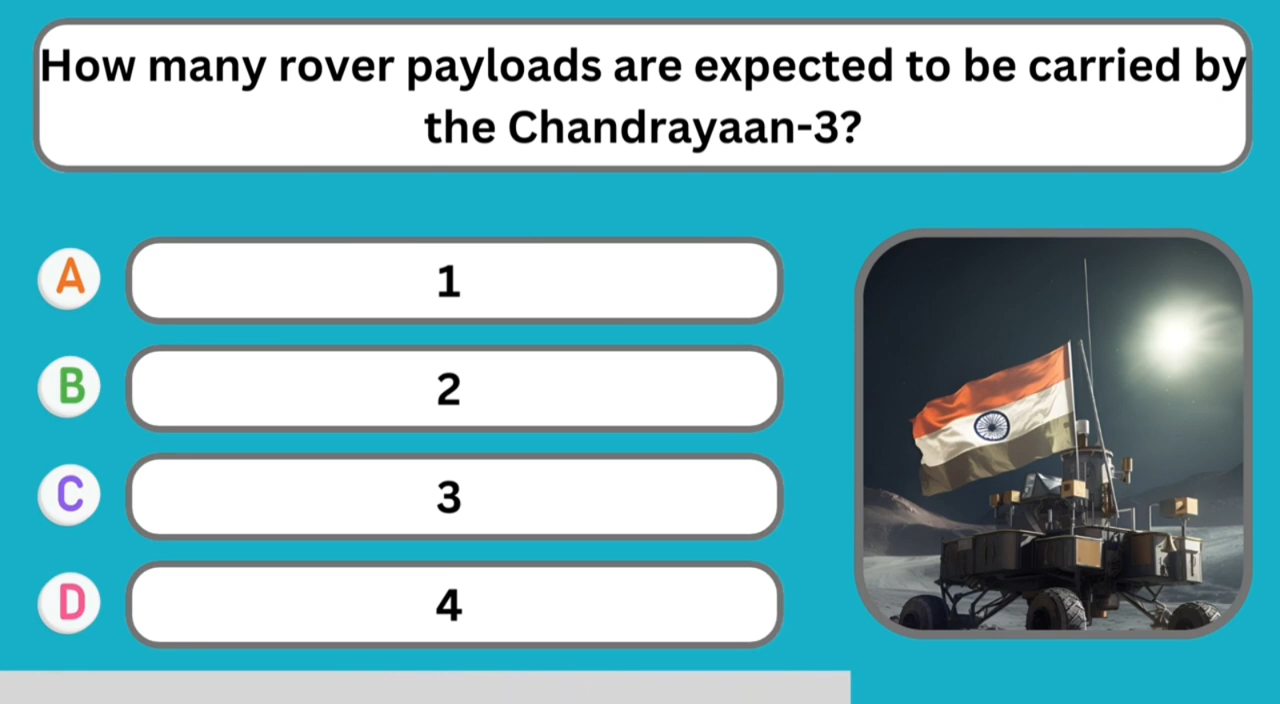 How many rover payloads are expected to be carried by
the Chandrayaan-3?
A 1
B 2
C 3
D 4